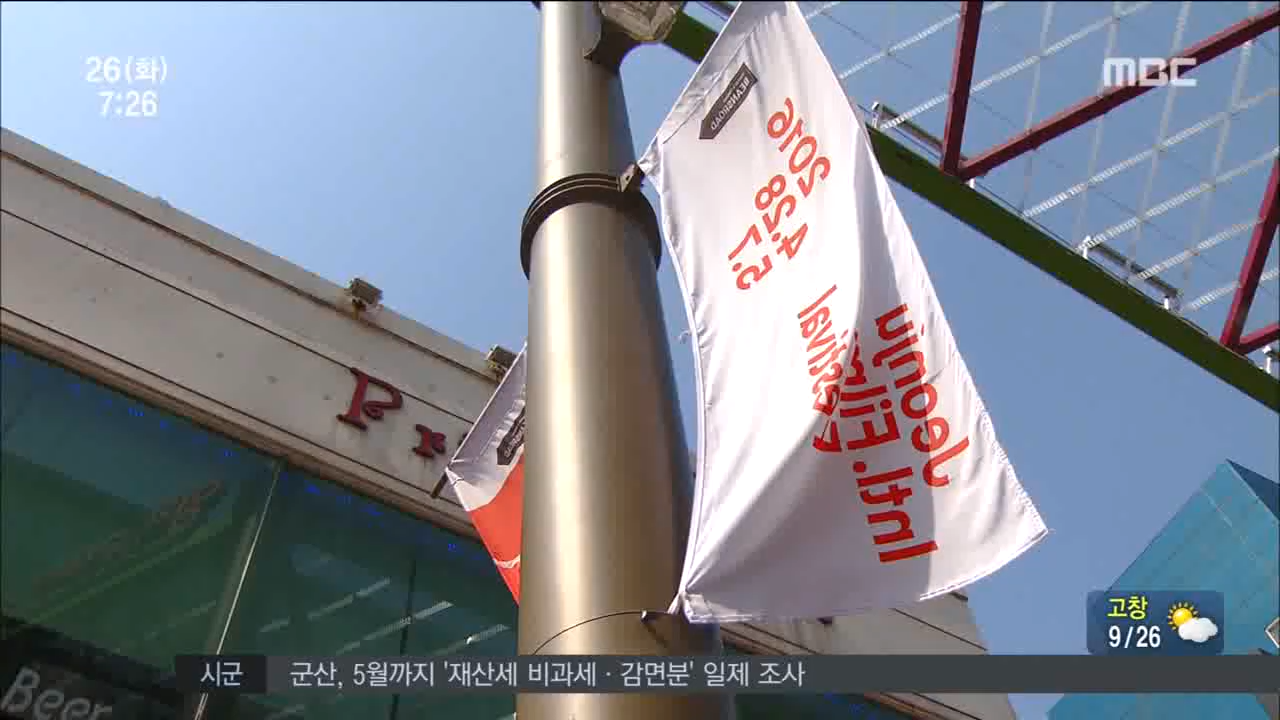 26(화)
7:26
MBC
BEANSROAD
2016
4.28
5.7
Jeonju
Intl. Film
Festival
Pr
고창
9/26
시군 군산, 5월까지 '재산세 비과세·감면분' 일제 조사
Beer